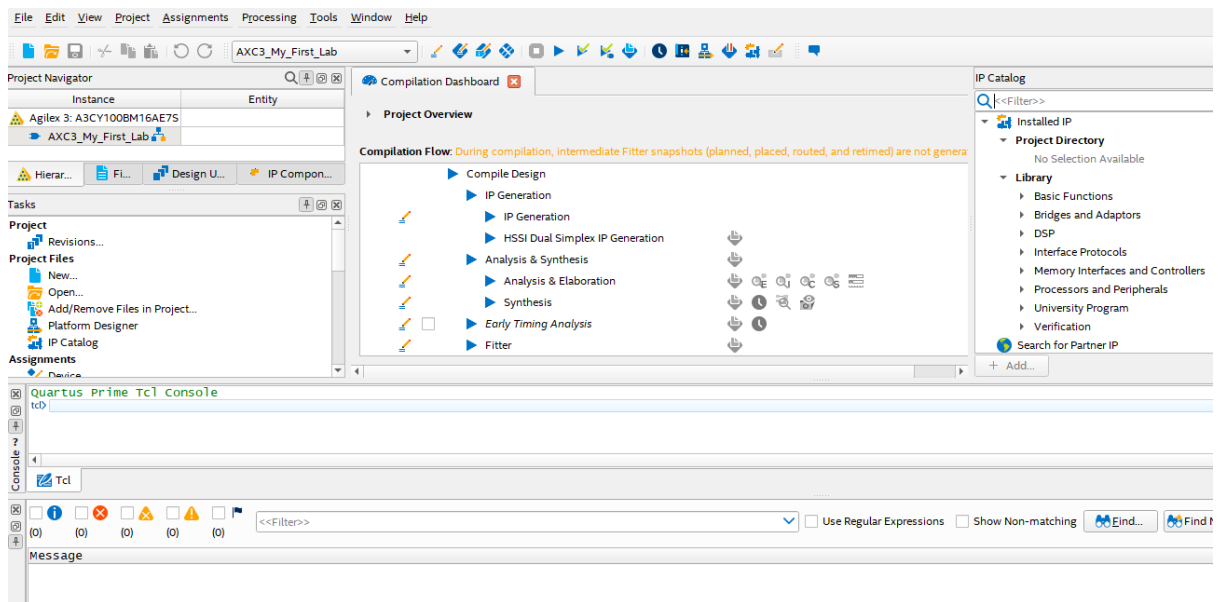 File Edit View Project Assignments Processing Tools Window Help
AXC3_My_First_Lab
Project Navigator
Instance Entity
Agilex 3: A3CY100BM16AE7S
AXC3_My_First_Lab
Hierar... Fi... Design U... IP Compon...
Tasks
Project
Revisions...
Project Files
New...
Open...
Add/Remove Files in Project...
Platform Designer
IP Catalog
Assignments
Device
Compilation Dashboard
Project Overview
Compilation Flow: During compilation, intermediate Fitter snapshots (planned, placed, routed, and retimed) are not genera
Compile Design
IP Generation
IP Generation
HSSI Dual Simplex IP Generation
Analysis & Synthesis
Analysis & Elaboration
Synthesis
Early Timing Analysis
Fitter
IP Catalog
<<Filter>>
Installed IP
Project Directory
No Selection Available
Library
Basic Functions
Bridges and Adaptors
DSP
Interface Protocols
Memory Interfaces and Controllers
Processors and Peripherals
University Program
Verification
Search for Partner IP
+ Add...
Quartus Prime Tcl Console
tcl>
Console
Tcl
(0) (0) (0) (0) (0)
<<Filter>>
Use Regular Expressions Show Non-matching Find... Find N
Message